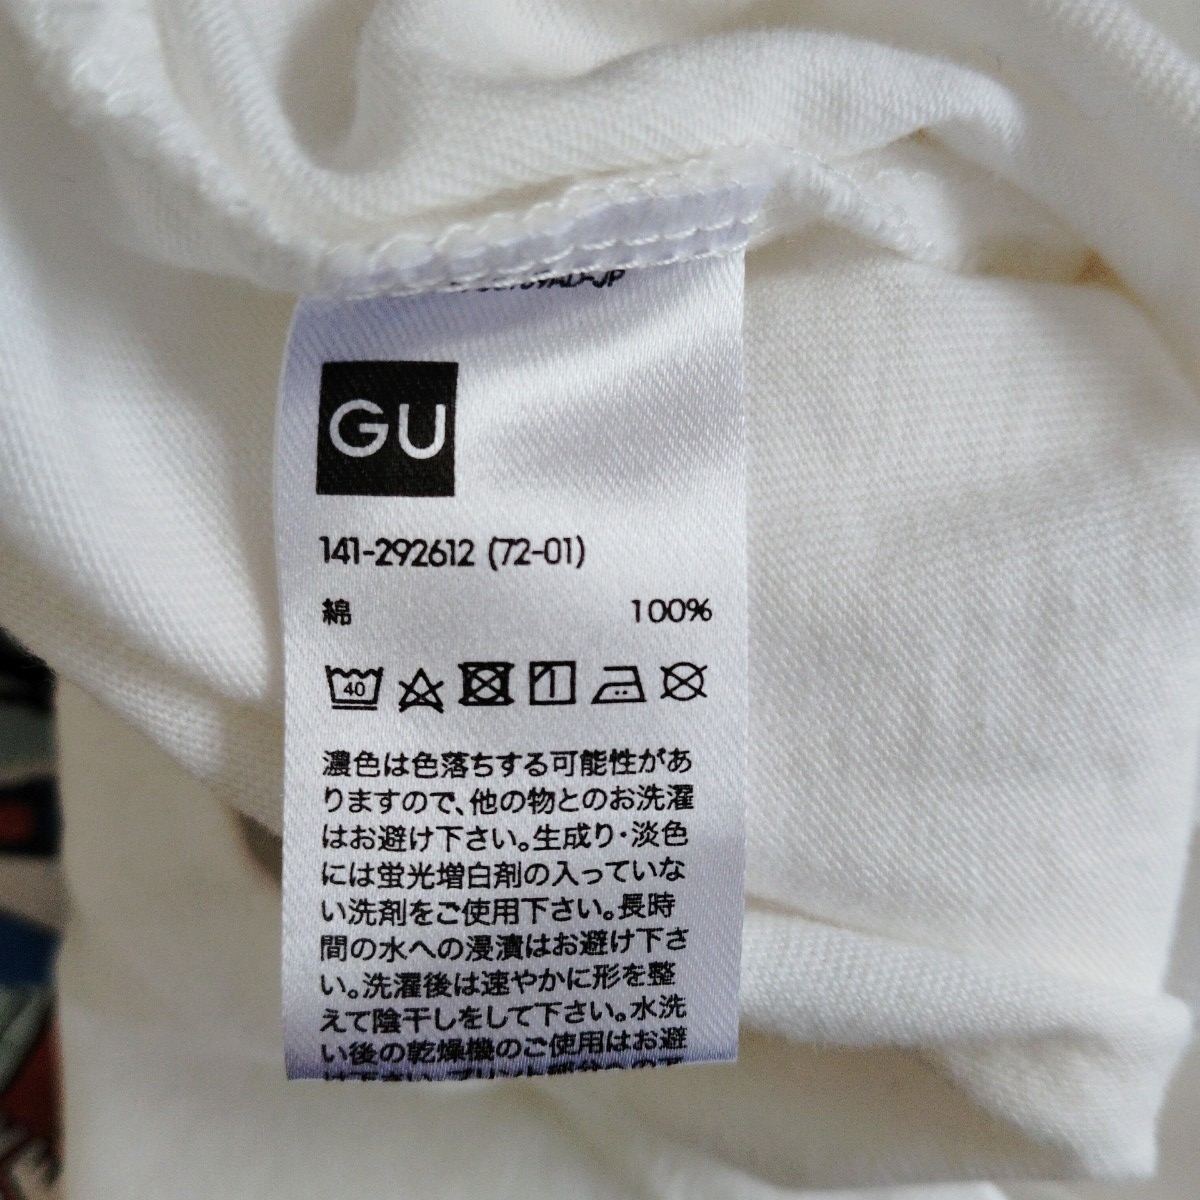 GU
141-292612 (72-01)
綿 100%
40
濃色は色落ちする可能性があ
りますので、他の物とのお洗濯
はお避け下さい。生成り・淡色
には蛍光増白剤の入っていな
い洗剤をご使用下さい。長時
間の水への浸漬はお避け下さ
い。洗濯後は速やかに形を整
えて陰干しをして下さい。水洗
い後の乾燥機のご使用はお避